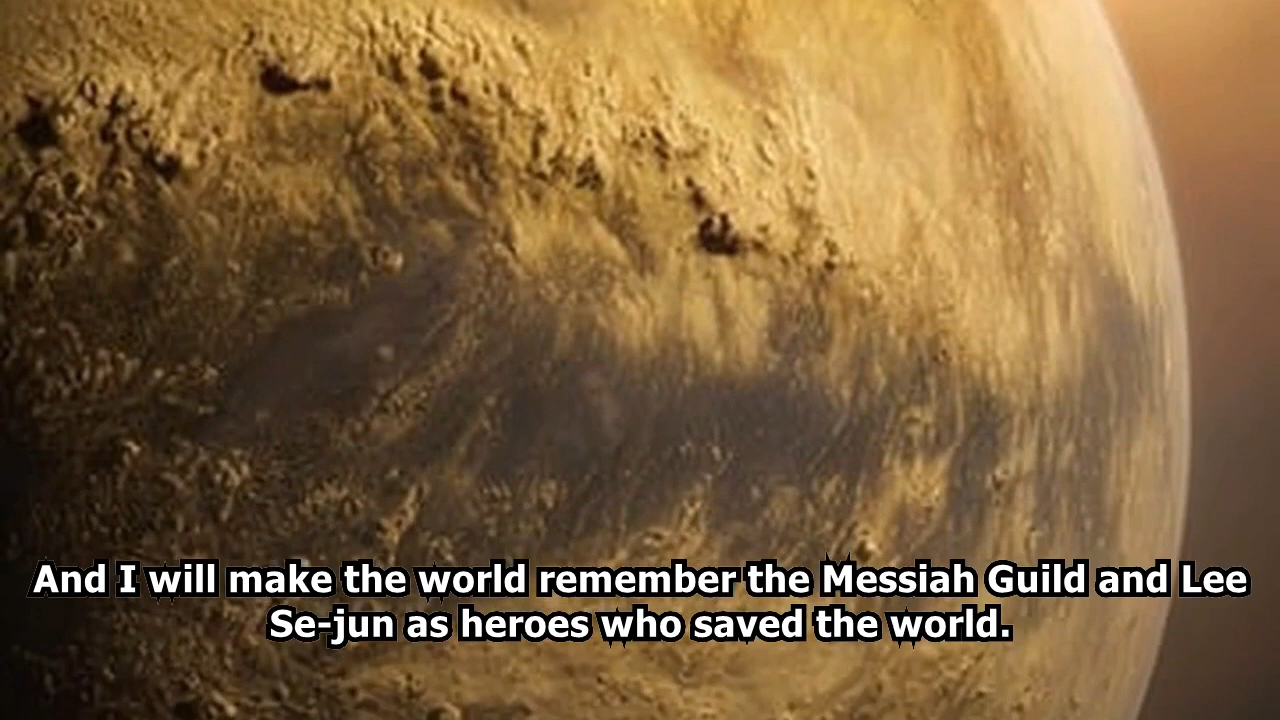 And I will make the world remember the Messiah Guild and Lee
Se-jun as heroes who saved the world.